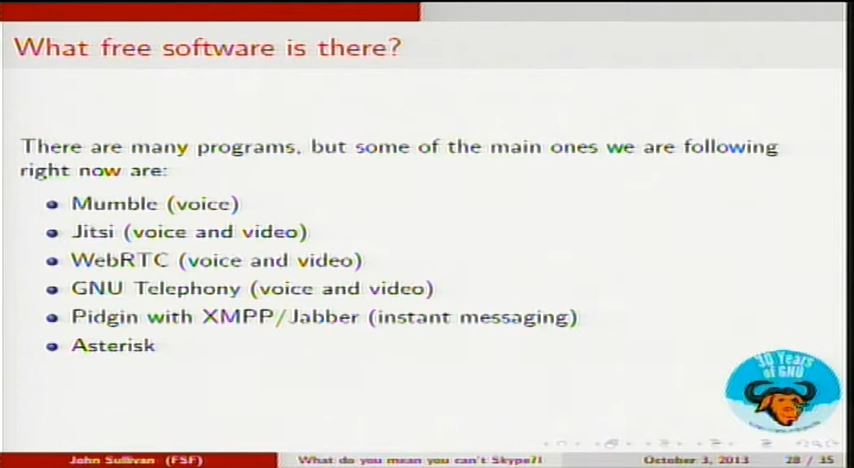 What free software is there?
There are many programs, but some of the main ones we are following
right now are:
Mumble (voice)
Jitsi (voice and video)
WebRTC (voice and video)
GNU Telephony (voice and video)
Pidgin with XMPP/Jabber (instant messaging)
Asterisk
30 Years
of GNU
John Sullivan (FSF)
What do you mean you can't Skype?!
October 3, 2013
28 / 35